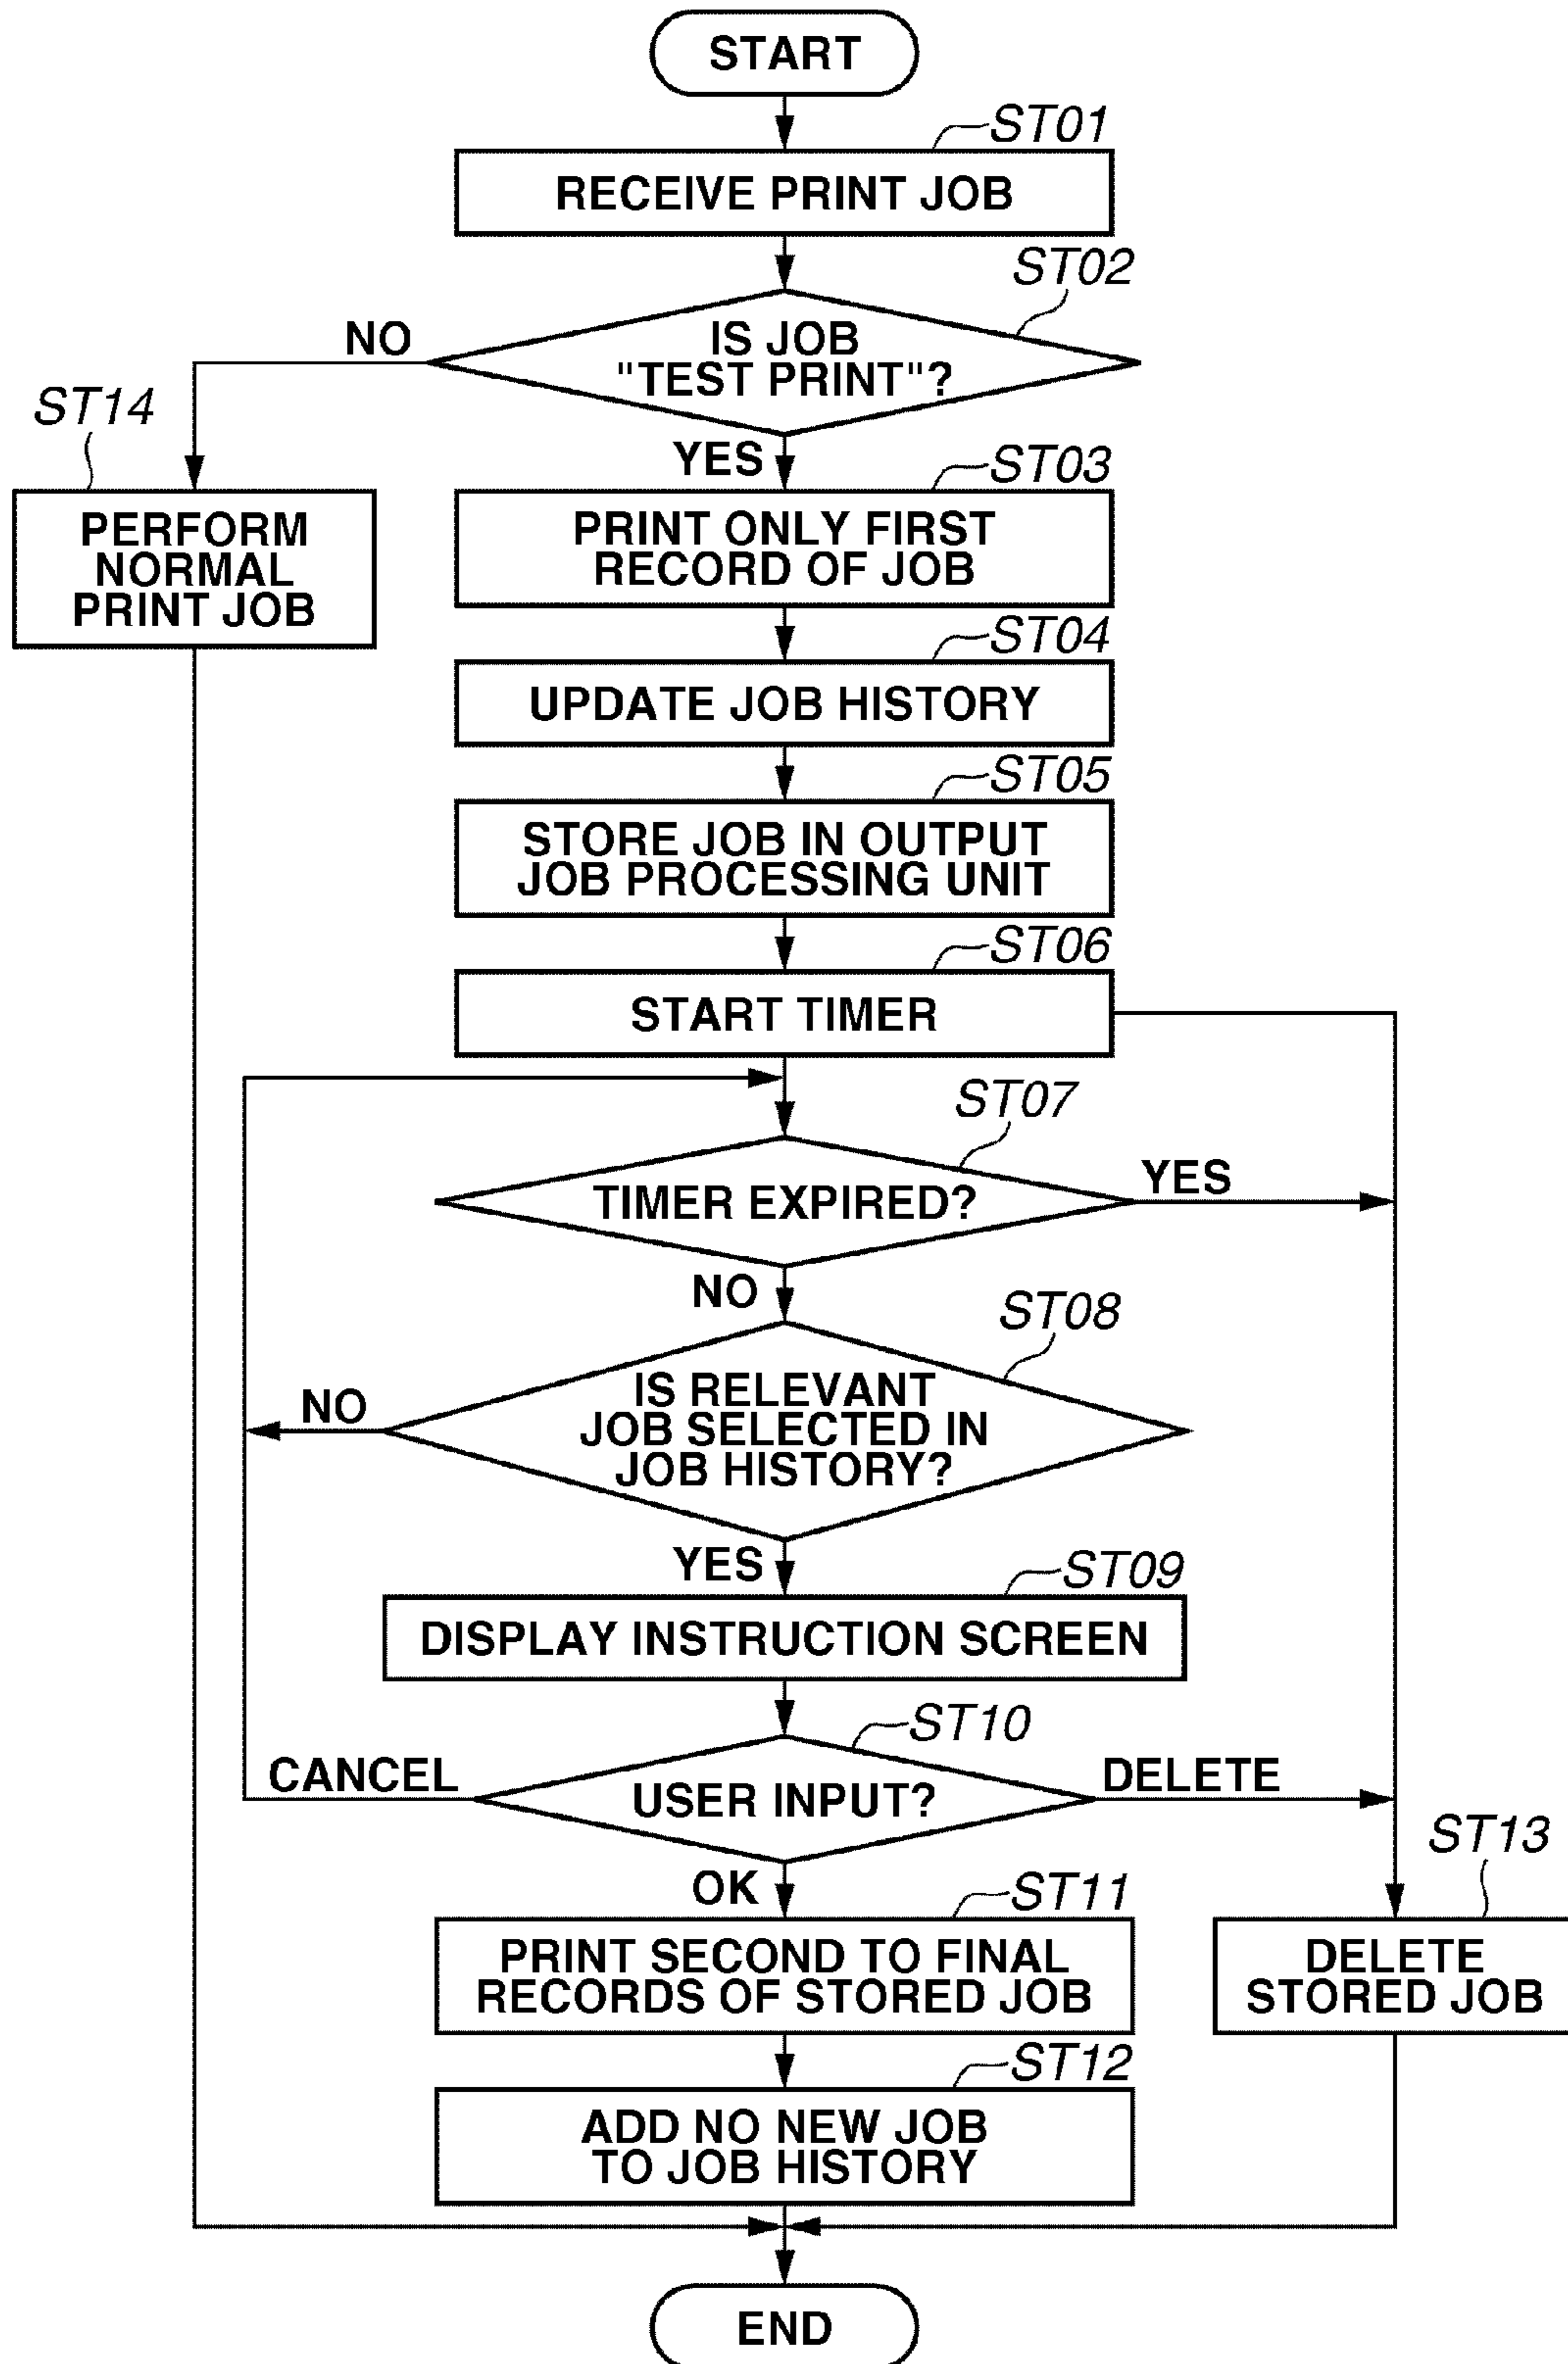 START
ST01
RECEIVE PRINT JOB
ST02
NO
IS JOB
"TEST PRINT"?
ST14
YES
ST03
PERFORM
NORMAL
PRINT JOB
PRINT ONLY FIRST
RECORD OF JOB
ST04
UPDATE JOB HISTORY
ST05
STORE JOB IN OUTPUT
JOB PROCESSING UNIT
ST06
START TIMER
ST07
TIMER EXPIRED?
YES
NO
ST08
NO
IS RELEVANT
JOB SELECTED IN
JOB HISTORY?
YES
ST09
DISPLAY INSTRUCTION SCREEN
ST10
CANCEL
USER INPUT?
DELETE
ST13
OK
ST11
PRINT SECOND TO FINAL
RECORDS OF STORED JOB
DELETE
STORED JOB
ST12
ADD NO NEW JOB
TO JOB HISTORY
END